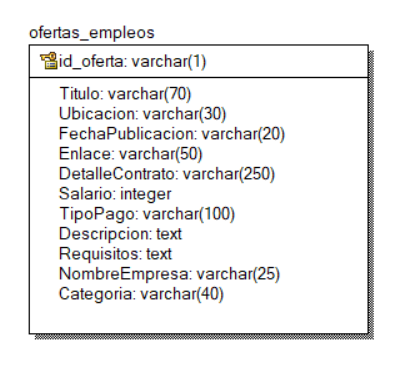 ofertas_empleos
id_oferta: varchar(1)
Titulo: varchar(70)
Ubicacion: varchar(30)
FechaPublicacion: varchar(20)
Enlace: varchar(50)
DetalleContrato: varchar(250)
Salario: integer
TipoPago: varchar(100)
Descripcion: text
Requisitos: text
NombreEmpresa: varchar(25)
Categoria: varchar(40)